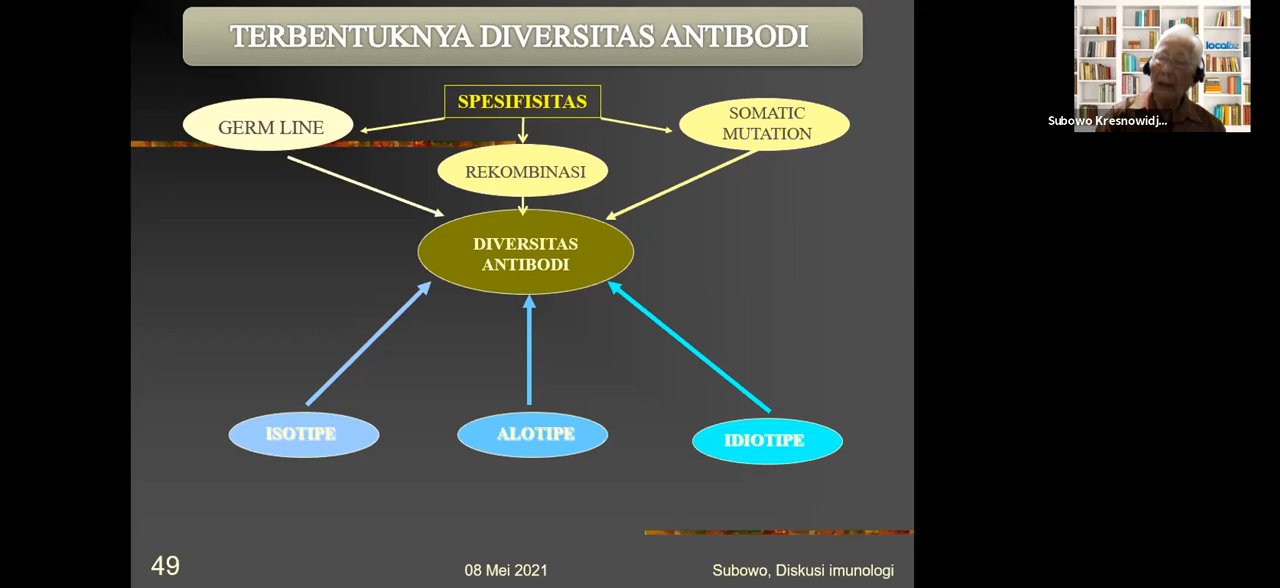 TERBENTUKNYA DIVERSITAS ANTIBODI
SPESIFISITAS
GERM LINE
SOMATIC
MUTATION
REKOMBINASI
DIVERSITAS
ANTIBODI
ISOTIPE
ALOTIPE
IDIOTIPE
49
08 Mei 2021
Subowo, Diskusi imunologi
localbiz
Subowo Kresnowidj...